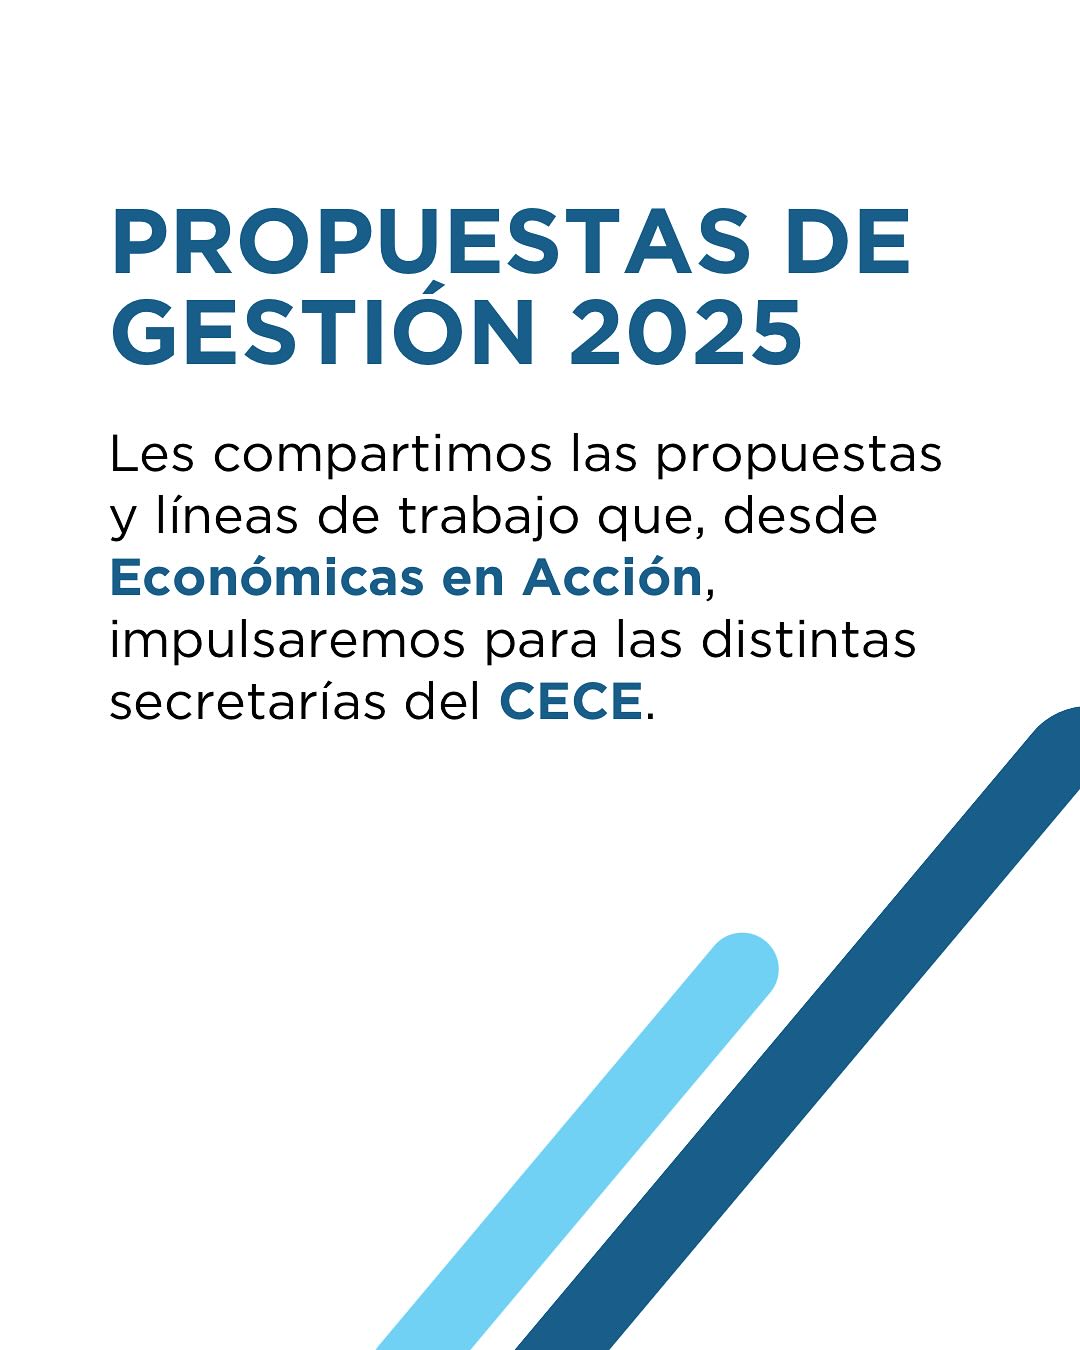 PROPUESTAS DE
GESTIÓN 2025
Les compartimos las propuestas
y líneas de trabajo que, desde
Económicas en Acción,
impulsaremos para las distintas
secretarías del CECE.